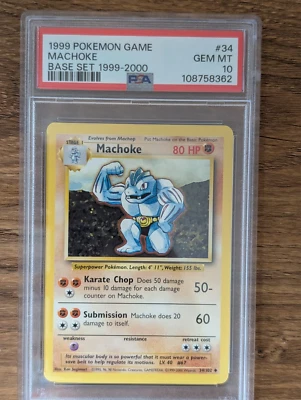 1999 POKEMON GAME #34
MACHOKE GEM MT
BASE SET 1999-2000 10
PSA 108758362
STAGE 1 Evolves from Machop Put Machoke on the Basic Pokémon
Machoke 80 HP
Superpower Pokémon. Length: 4' 11", Weight: 155 lbs.
Karate Chop Does 50 damage
minus 10 damage for each damage
counter on Machoke.
50-
Submission Machoke does 20
damage to itself.
60
weakness resistance retreat cost
Its muscular body is so powerful that it must wear a power-
save belt to help regulate its motions. LV. 40 #67
34/102